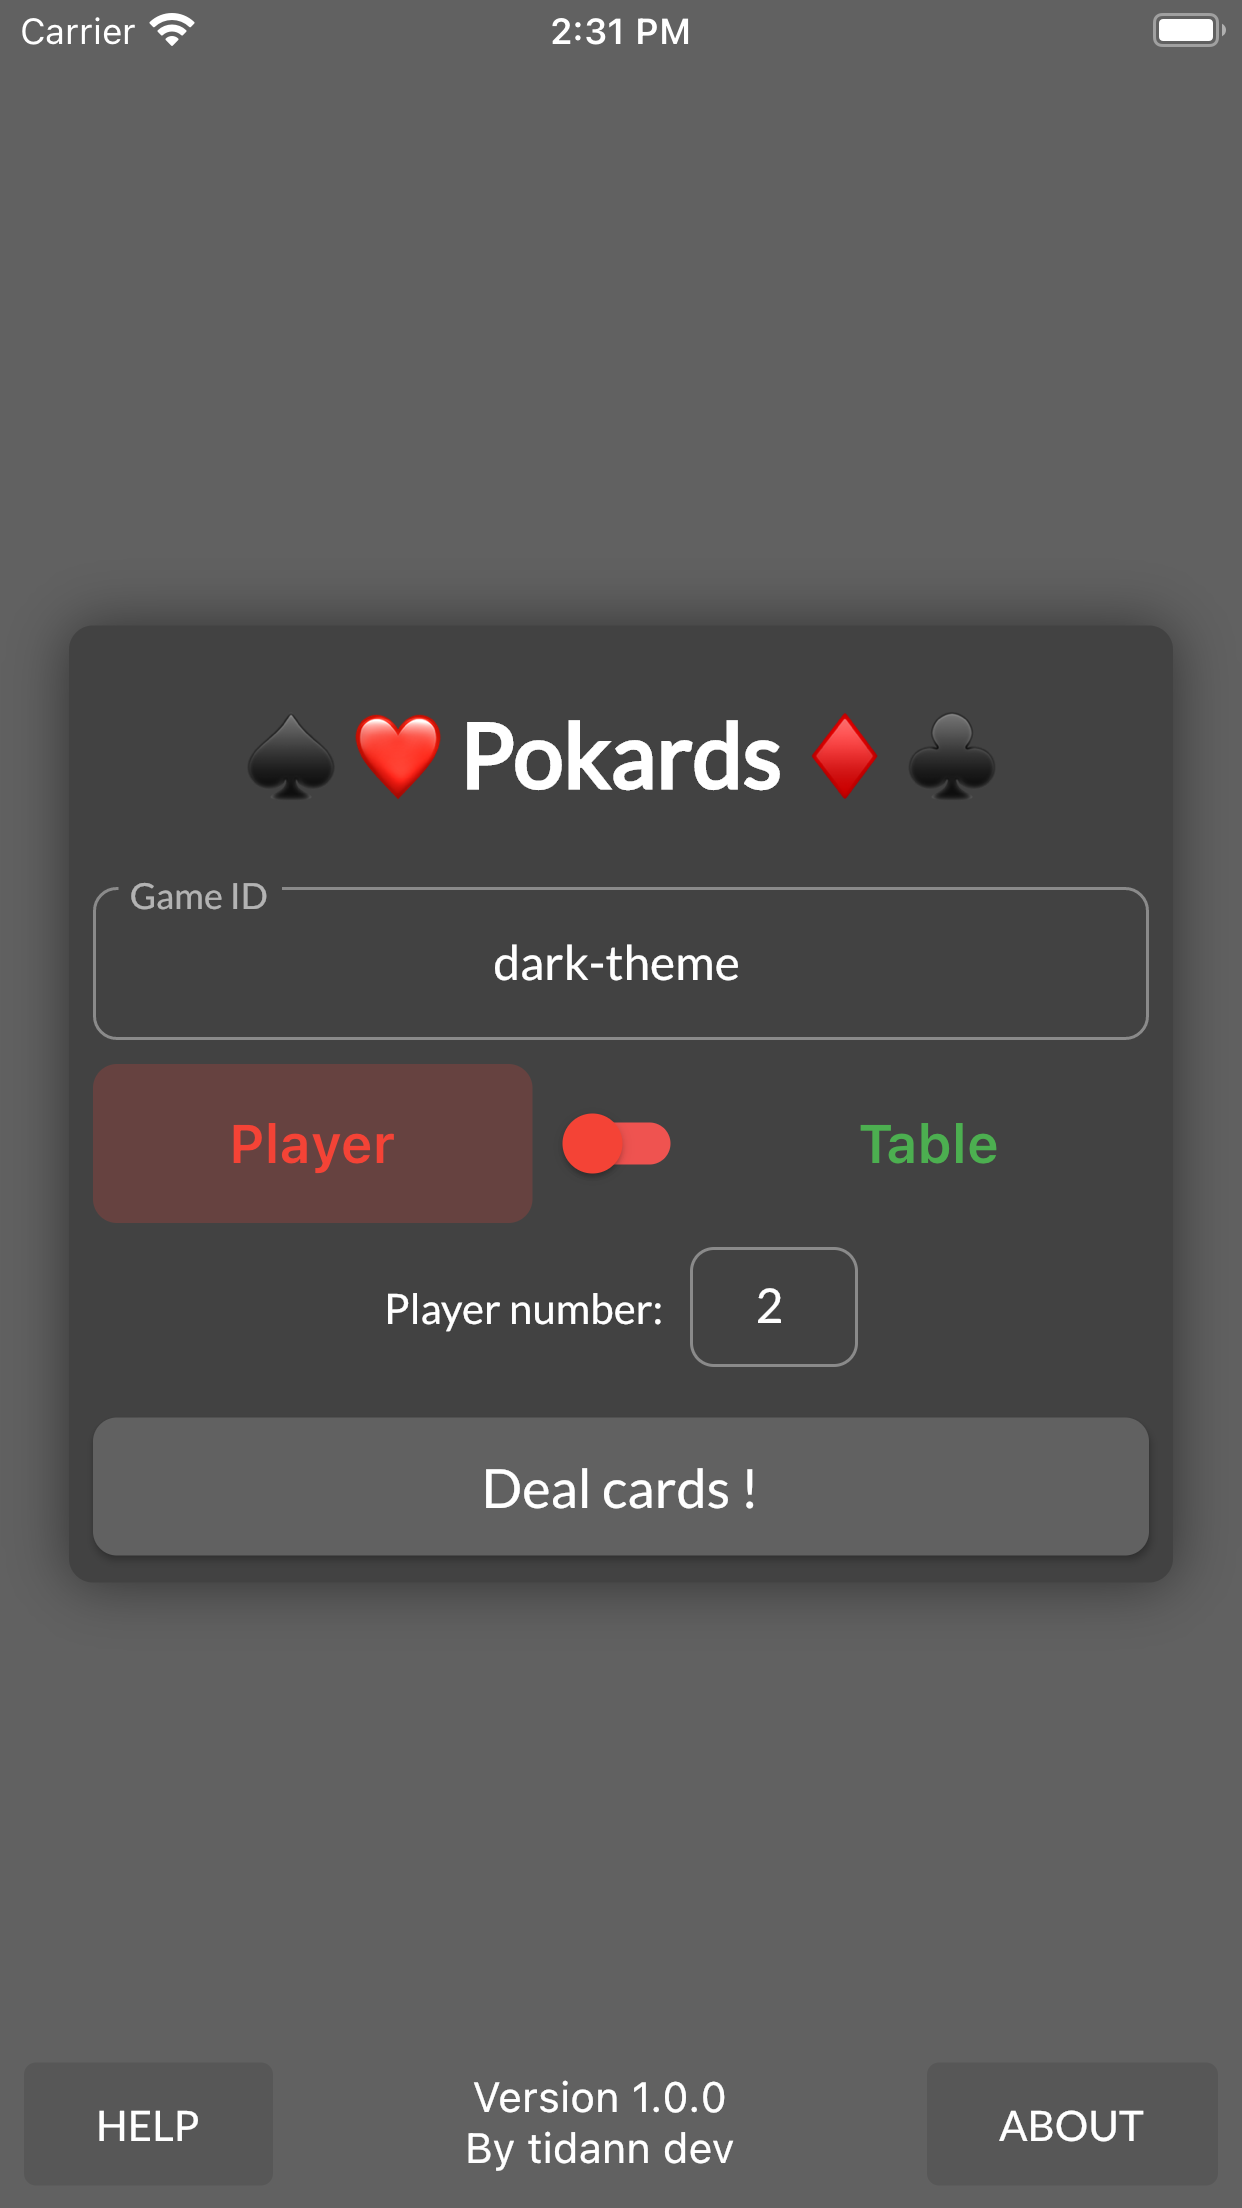 Carrier 2:31 PM
♠️ ❤️ Pokards ♦️ ♣️
Game ID
dark-theme
Player Table
Player number: 2
Deal cards !
HELP
Version 1.0.0
By tidann dev
ABOUT